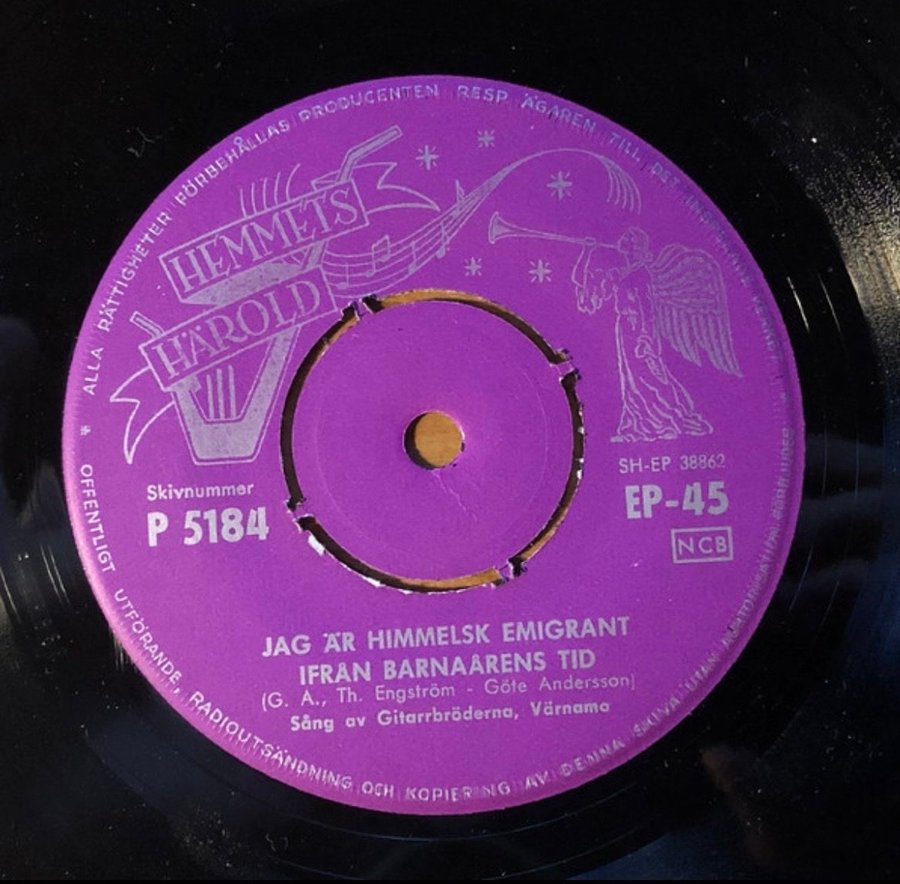 ALLA RÄTTIGHETER FÖRBEHÅLLAS PRODUCENTEN RESP. ÄGAREN TILL DET
* OFFENTLIGT UTFÖRANDE, RADIOUTSÄNDNING OCH KOPIERING AV DENNA SKIVA UTAN
HEMMETS
HÄROLD
Skivnummer
P 5184
SH-EP 38862
EP-45
NCB
JAG ÄR HIMMELSK EMIGRANT
IFRÅN BARNAÅRENS TID
(G. A., Th. Engström - Göte Andersson)
Sång av Gitarrbröderna, Värnamo